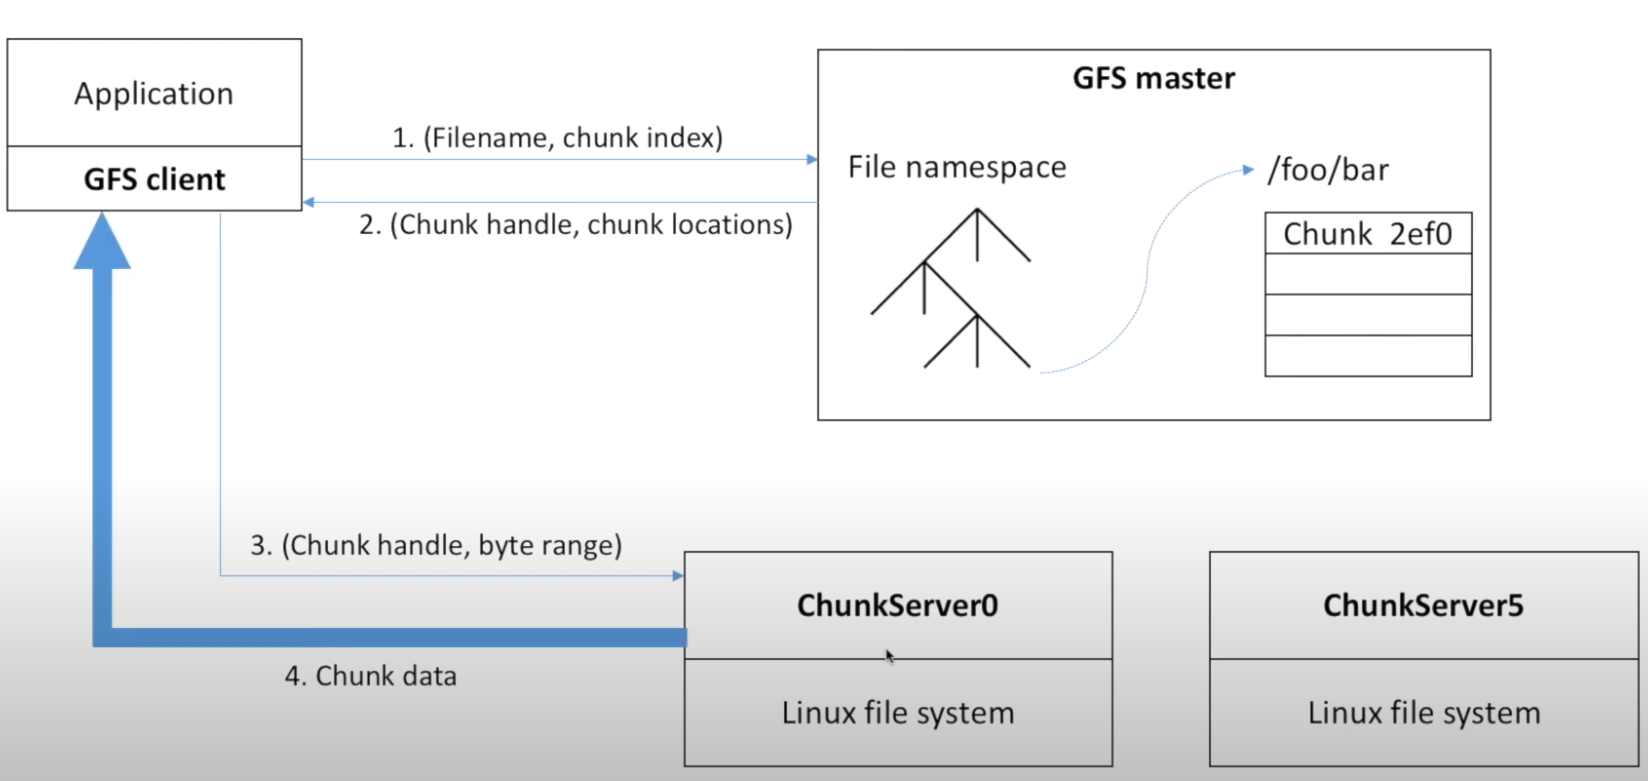 Application
GFS client
1. (Filename, chunk index)
2. (Chunk handle, chunk locations)
GFS master
File namespace
/foo/bar
Chunk 2ef0
3. (Chunk handle, byte range)
4. Chunk data
ChunkServer0
Linux file system
ChunkServer5
Linux file system